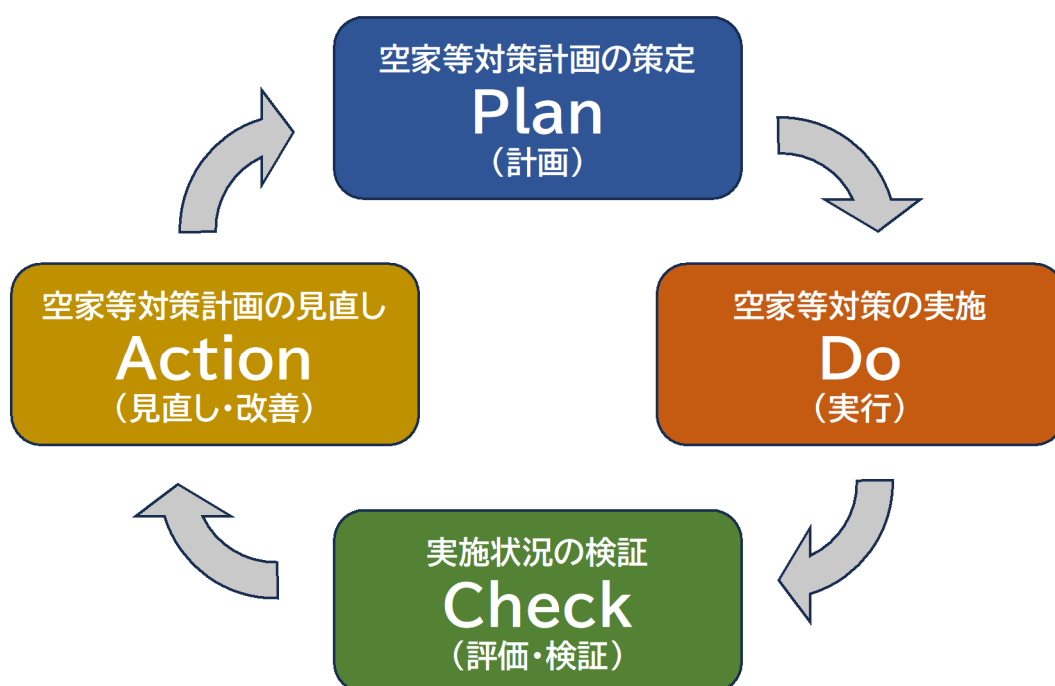 空家等対策計画の策定
Plan
（計画）
空家等対策計画の見直し
Action
（見直し・改善）
空家等対策の実施
Do
（実行）
実施状況の検証
Check
（評価・検証）